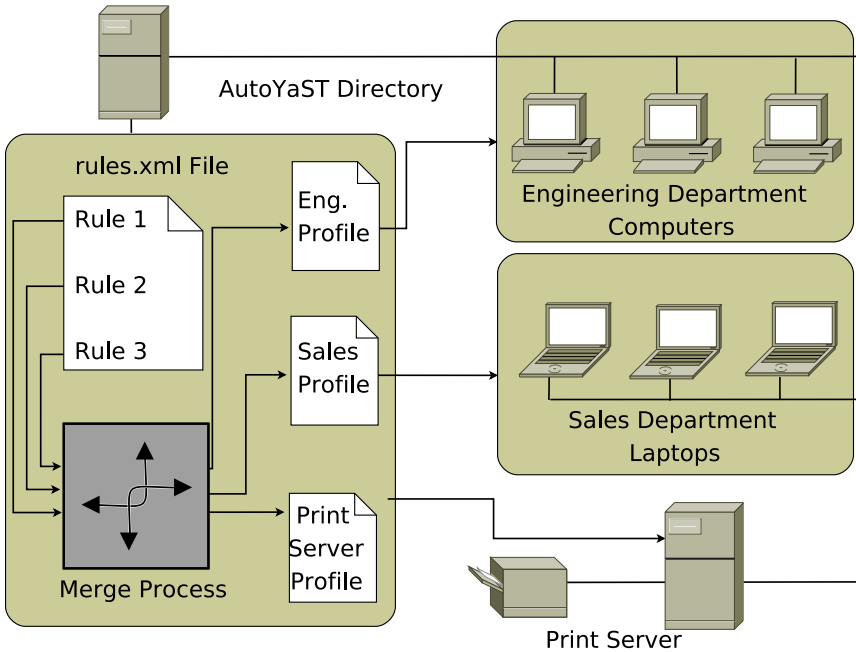 AutoYaST Directory
rules.xml File
Rule 1
Rule 2
Rule 3
Merge Process
Eng.
Profile
Sales
Profile
Print
Server
Profile
Engineering Department
Computers
Sales Department
Laptops
Print Server